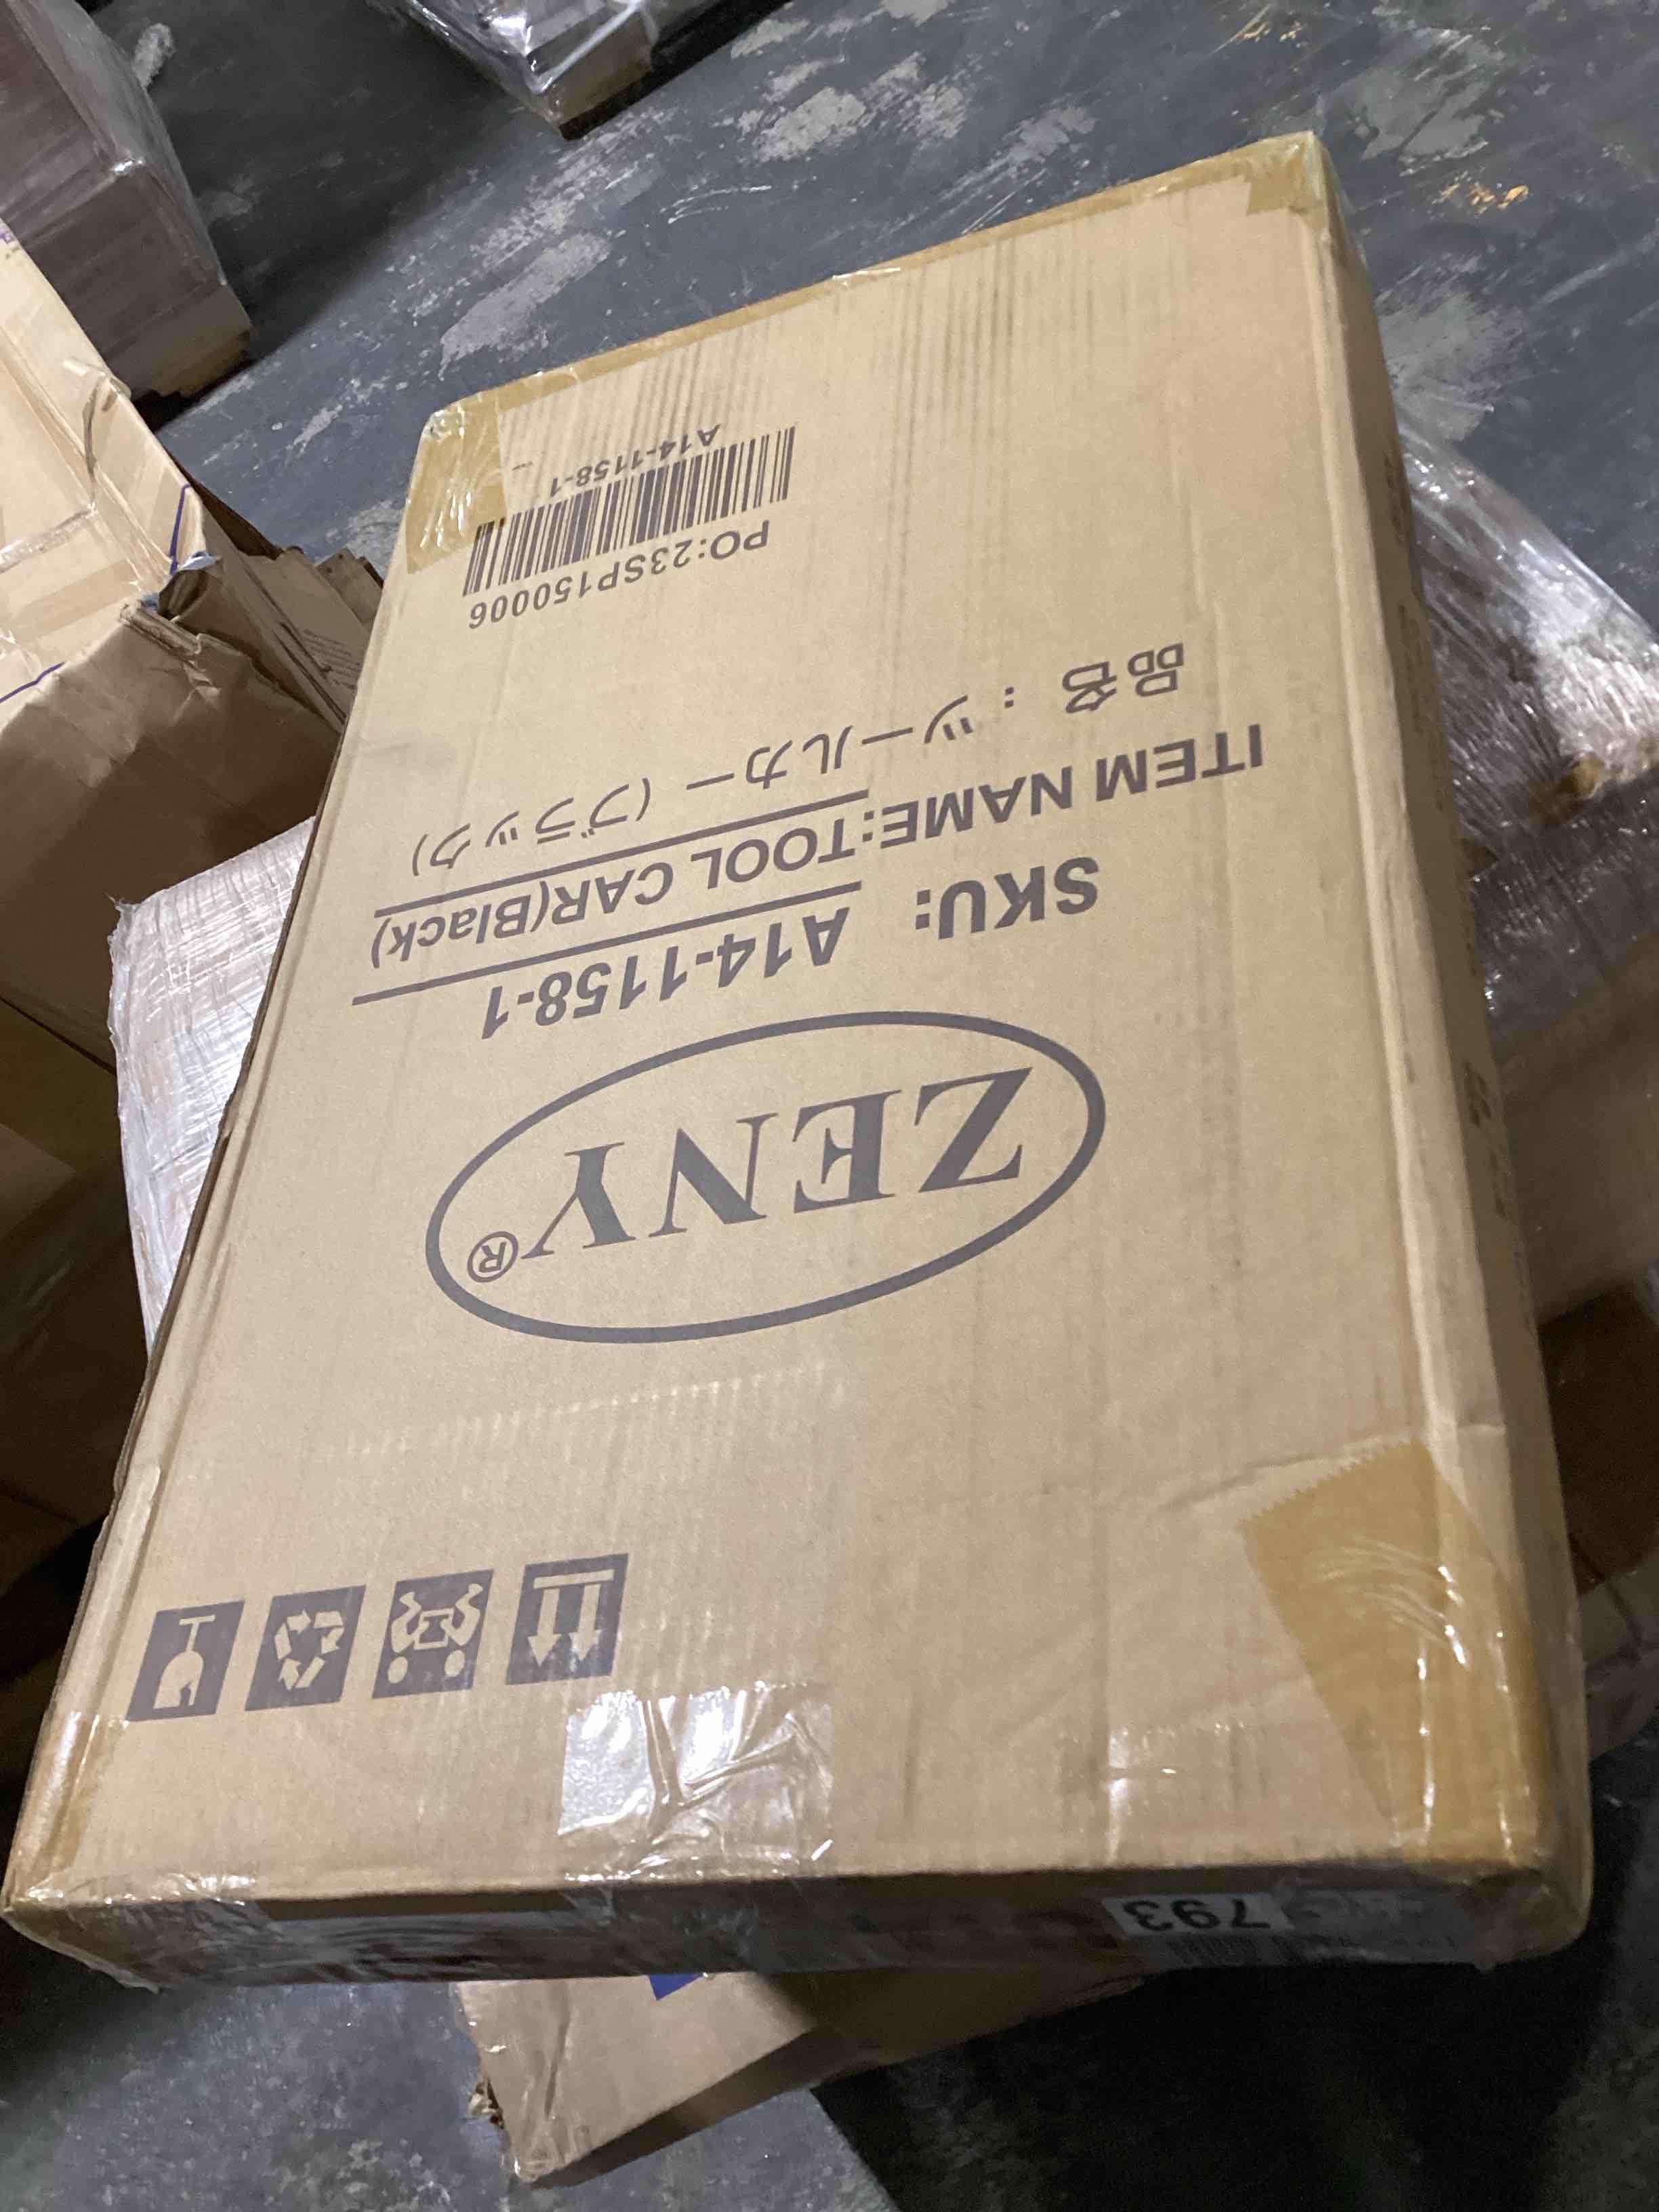 ZENY®
SKU: A14-1158-1
ITEM NAME:TOOL CAR(Black)
品名：ツールカー（ブラック）
PO:23SP150006
A14-1158-1
793